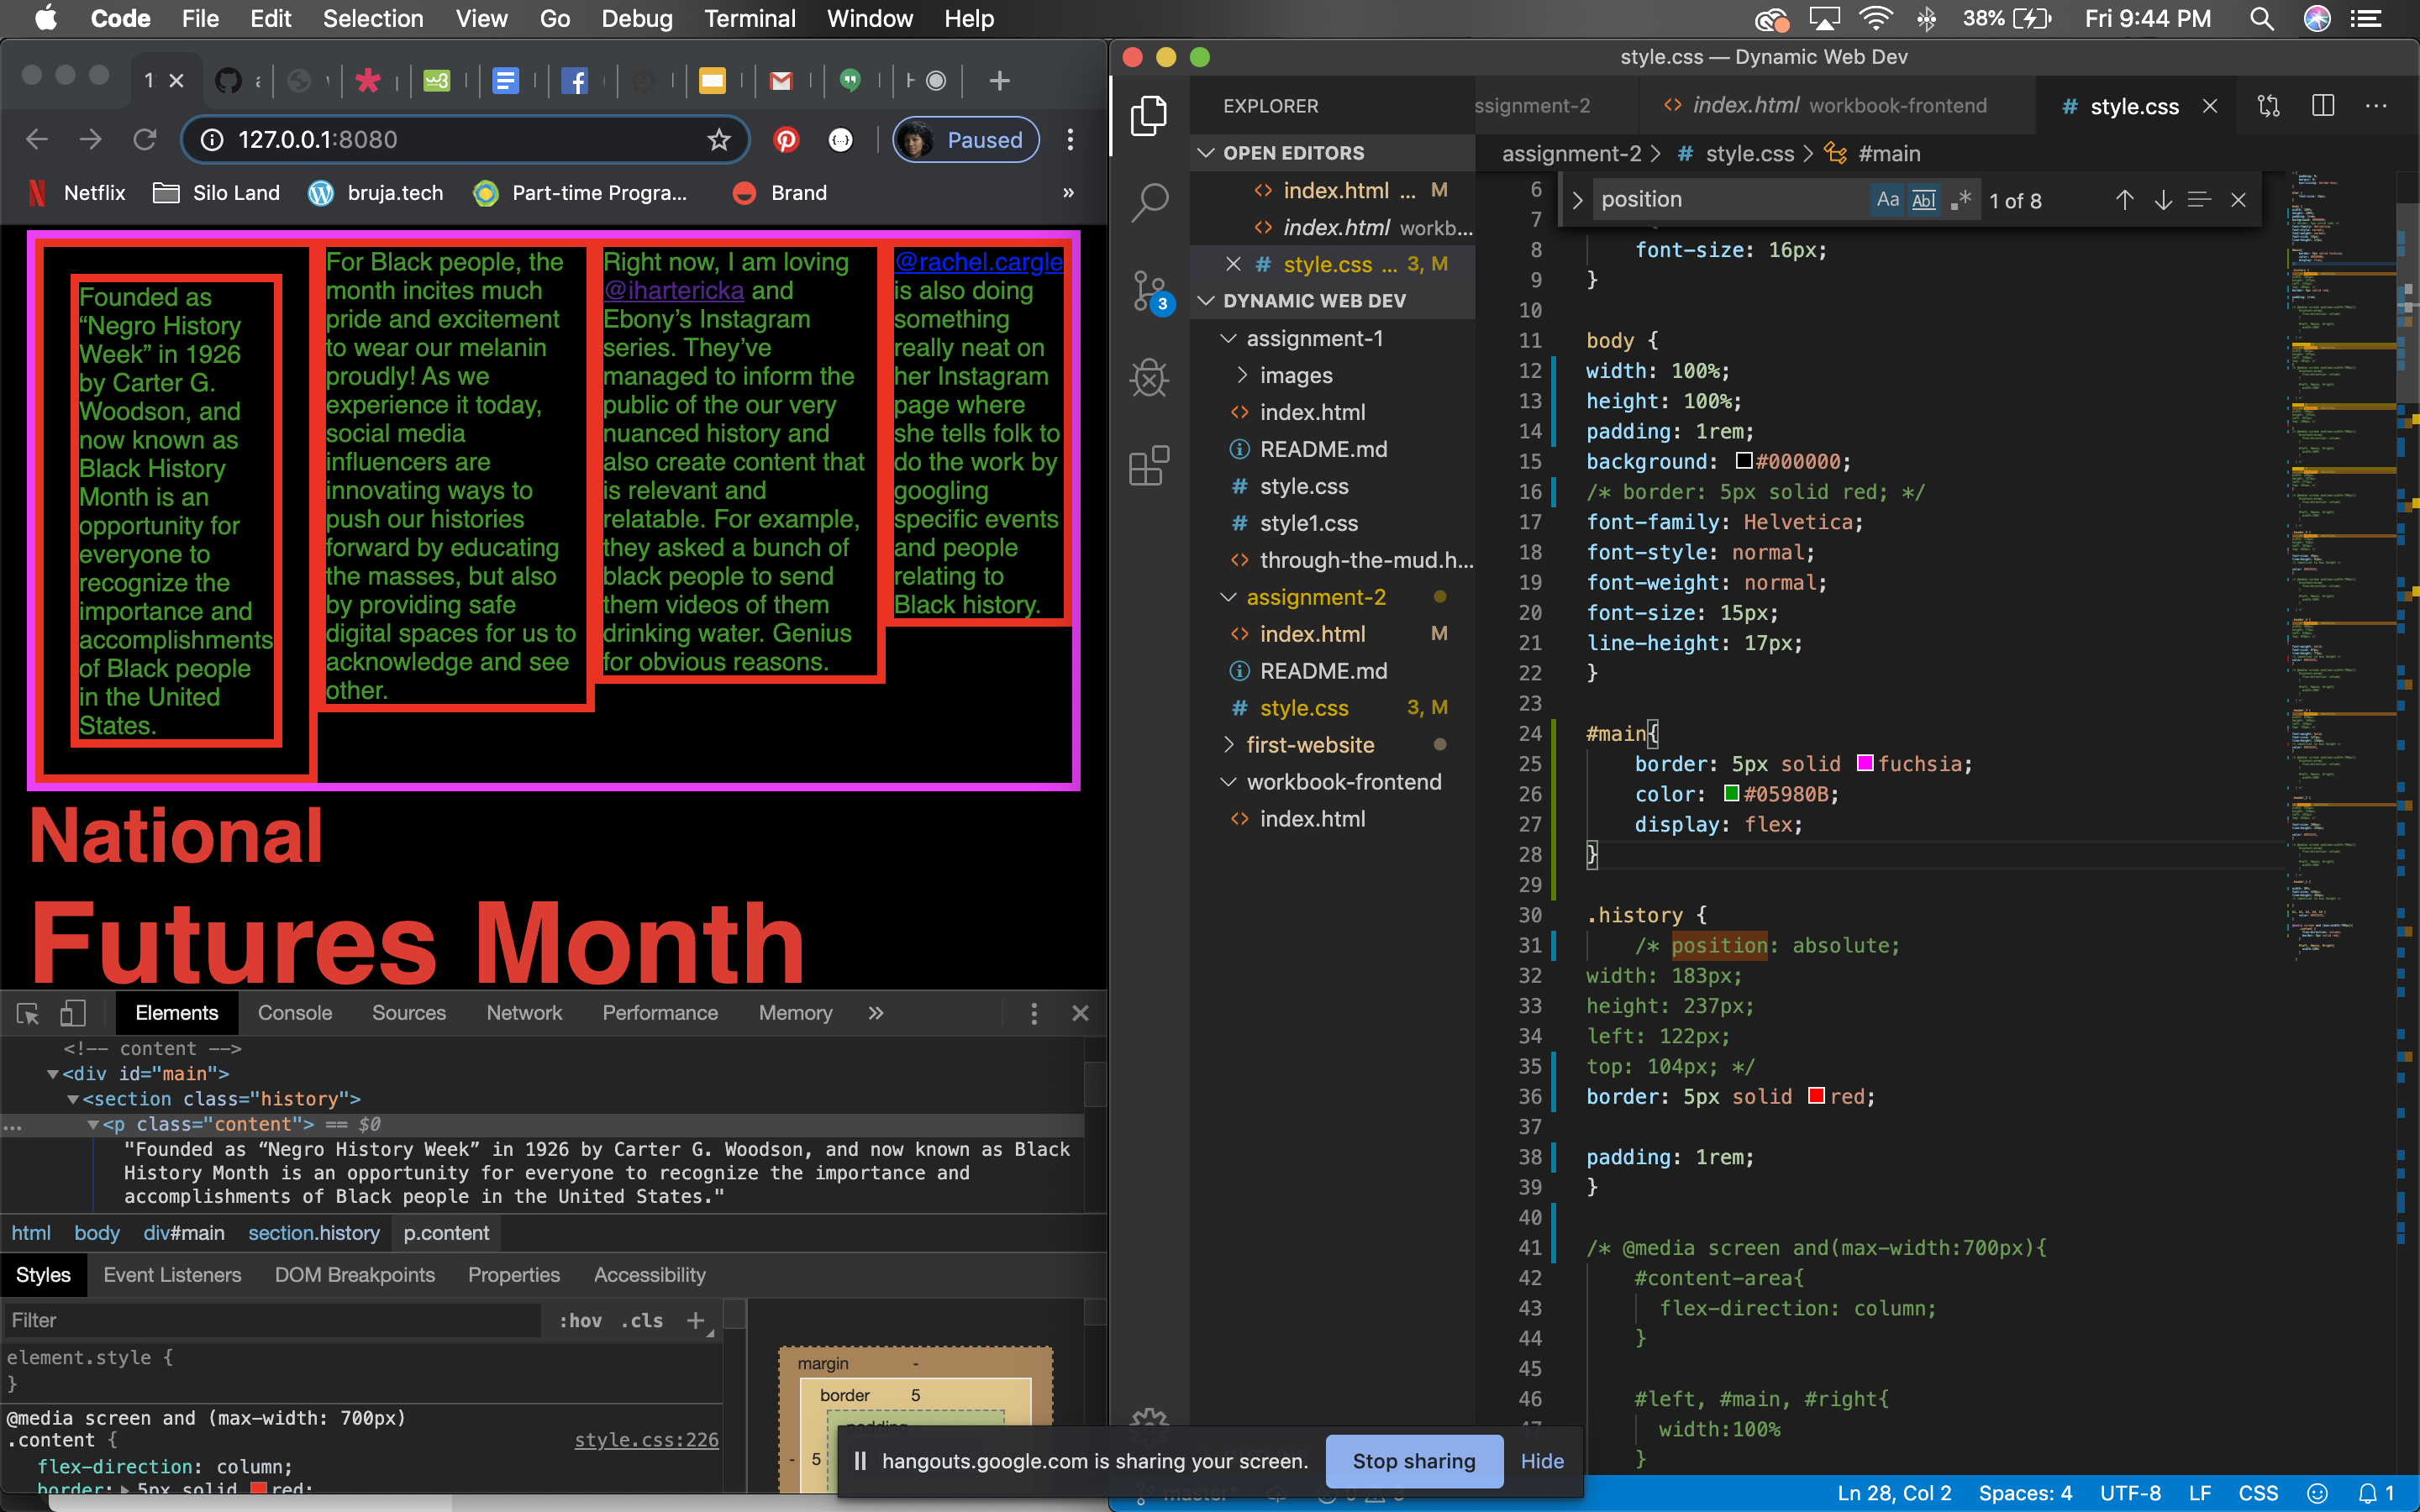 Code File Edit Selection View Go Debug Terminal Window Help 38% Fri 9:44 PM
127.0.0.1:8080 Paused
Netflix Silo Land bruja.tech Part-time Progra... Brand »
Founded as
“Negro History
Week” in 1926
by Carter G.
Woodson, and
now known as
Black History
Month is an
opportunity for
everyone to
recognize the
importance and
accomplishments
of Black people
in the United
States.
For Black people, the
month incites much
pride and excitement
to wear our melanin
proudly! As we
experience it today,
social media
influencers are
innovating ways to
push our histories
forward by educating
the masses, but also
by providing safe
digital spaces for us to
acknowledge and see
other.
Right now, I am loving
@ihartericka and
Ebony’s Instagram
series. They’ve
managed to inform the
public of the our very
nuanced history and
also create content that
is relevant and
relatable. For example,
they asked a bunch of
black people to send
them videos of them
drinking water. Genius
for obvious reasons.
@rachel.cargle
is also doing
something
really neat on
her Instagram
page where
she tells folk to
do the work by
googling
specific events
and people
relating to
Black history.
National
Futures Month
Elements Console Sources Network Performance Memory »
<!-- content -->
<div id="main">
<section class="history">
<p class="content"> == $0
"Founded as “Negro History Week” in 1926 by Carter G. Woodson, and now known as Black
History Month is an opportunity for everyone to recognize the importance and
accomplishments of Black people in the United States."
html body div#main section.history p.content
Styles Event Listeners DOM Breakpoints Properties Accessibility
Filter :hov .cls +
element.style {
}
@media screen and (max-width: 700px)
.content { style.css:226
flex-direction: column;
border: 5px solid red;
margin -
border 5
padding
- 5
hangouts.google.com is sharing your screen. Stop sharing Hide
style.css — Dynamic Web Dev
EXPLORER
OPEN EDITORS
index.html ... M
index.html workb...
style.css ... 3, M
DYNAMIC WEB DEV
assignment-1
images
index.html
README.md
style.css
style1.css
through-the-mud.h...
assignment-2
index.html M
README.md
style.css 3, M
first-website
workbook-frontend
index.html
3
ssignment-2 index.html workbook-frontend # style.css
assignment-2 > # style.css > #main
position Aa Abl .* 1 of 8
6
7
8 font-size: 16px;
9 }
10
11 body {
12 width: 100%;
13 height: 100%;
14 padding: 1rem;
15 background: #000000;
16 /* border: 5px solid red; */
17 font-family: Helvetica;
18 font-style: normal;
19 font-weight: normal;
20 font-size: 15px;
21 line-height: 17px;
22 }
23
24 #main{
25 border: 5px solid fuchsia;
26 color: #05980B;
27 display: flex;
28 }
29
30 .history {
31 /* position: absolute;
32 width: 183px;
33 height: 237px;
34 left: 122px;
35 top: 104px; */
36 border: 5px solid red;
37
38 padding: 1rem;
39 }
40
41 /* @media screen and(max-width:700px){
42 #content-area{
43 flex-direction: column;
44 }
45
46 #left, #main, #right{
47 width:100%
}
master* Ln 28, Col 2 Spaces: 4 UTF-8 LF CSS 1